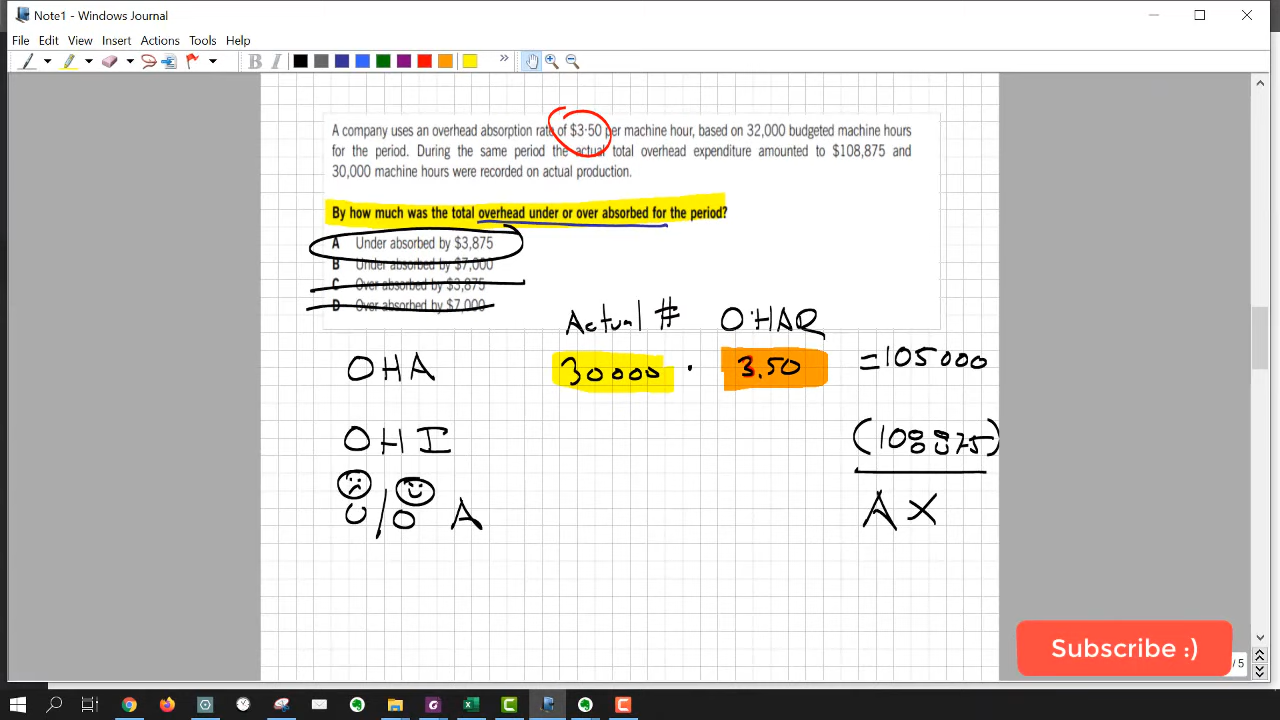 Note1 - Windows Journal
File Edit View Insert Actions Tools Help
B I
A company uses an overhead absorption rate of $3·50 per machine hour, based on 32,000 budgeted machine hours
for the period. During the same period the actual total overhead expenditure amounted to $108,875 and
30,000 machine hours were recorded on actual production.
By how much was the total overhead under or over absorbed for the period?
A Under absorbed by $3,875
B Under absorbed by $7,000
C Over absorbed by $3,875
D Over absorbed by $7,000
Actual # OHAR
OHA 30000 · 3.50 =105000
OHI (108875)
U/O A A X
Subscribe :)
/ 5